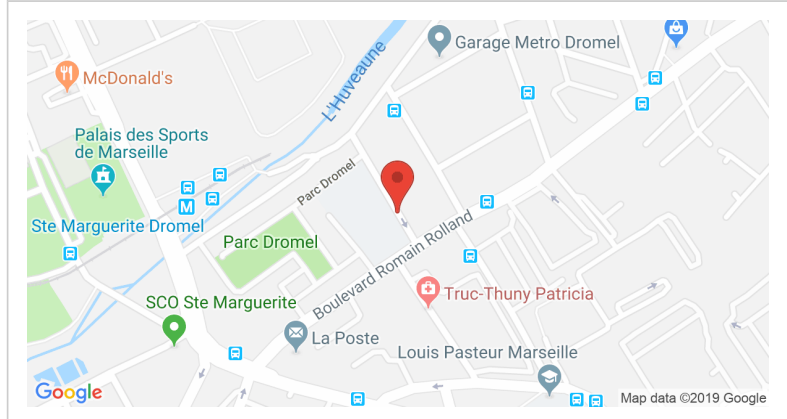 Garage Metro Dromel
McDonald's
L'Huveaune
Palais des Sports
de Marseille
Parc Dromel
M
Ste Marguerite Dromel
Parc Dromel
Boulevard Romain Rolland
SCO Ste Marguerite
Truc-Thuny Patricia
La Poste
Louis Pasteur Marseille
Google
Map data ©2019 Google